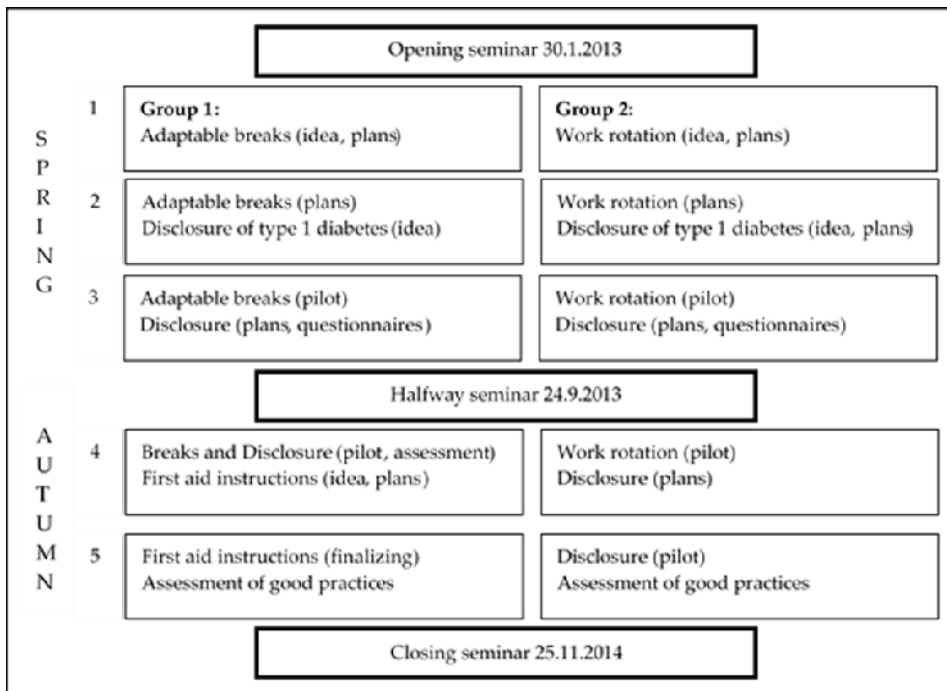 Opening seminar 30.1.2013
SPRING
1
Group 1:
Adaptable breaks (idea, plans)
Group 2:
Work rotation (idea, plans)
2
Adaptable breaks (plans)
Disclosure of type 1 diabetes (idea)
Work rotation (plans)
Disclosure of type 1 diabetes (idea, plans)
3
Adaptable breaks (pilot)
Disclosure (plans, questionnaires)
Work rotation (pilot)
Disclosure (plans, questionnaires)
Halfway seminar 24.9.2013
AUTUMN
4
Breaks and Disclosure (pilot, assessment)
First aid instructions (idea, plans)
Work rotation (pilot)
Disclosure (plans)
5
First aid instructions (finalizing)
Assessment of good practices
Disclosure (pilot)
Assessment of good practices
Closing seminar 25.11.2014